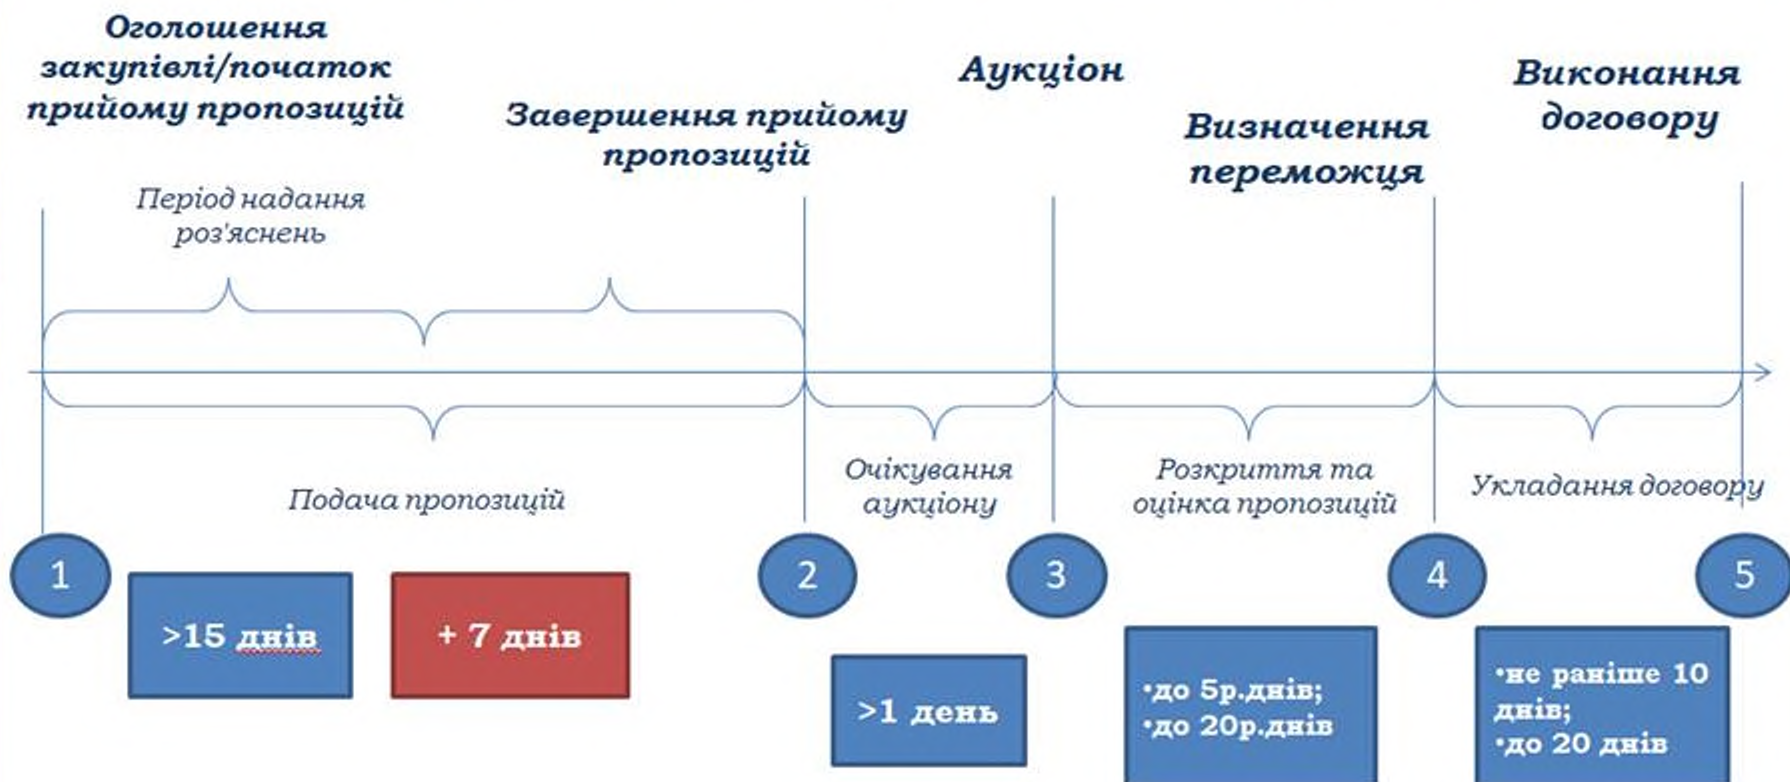 Оголошення
закупівлі/початок
прийому пропозицій
Завершення прийому
пропозицій
Аукціон
Визначення
переможця
Виконання
договору
Період надання
роз'яснень
Подача пропозицій
Очікування
аукціону
Розкриття та
оцінка пропозицій
Укладання договору
1
2
3
4
5
>15 днів
+ 7 днів
>1 день
•до 5р.днів;
•до 20р.днів
•не раніше 10
днів;
•до 20 днів